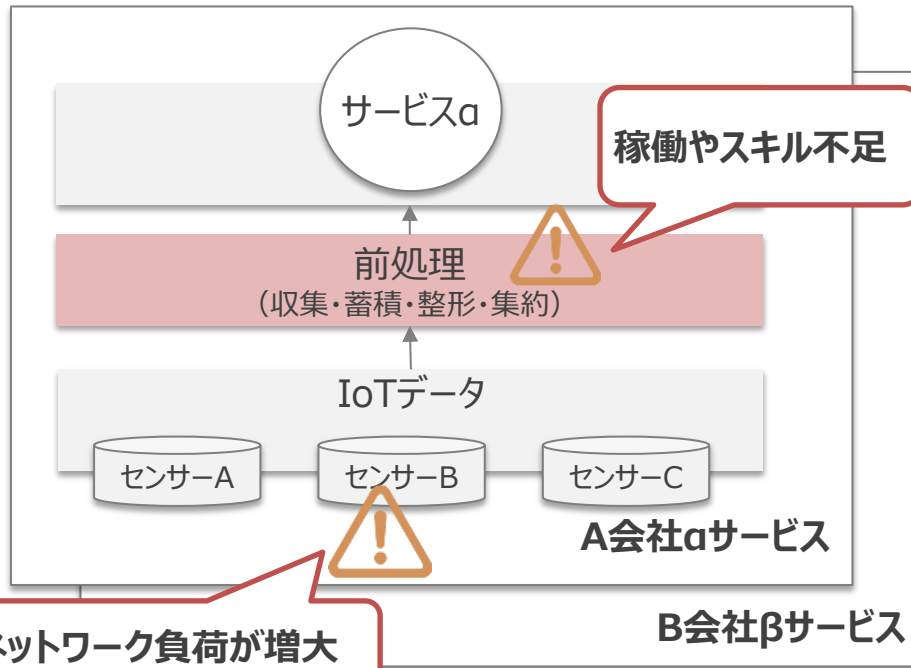 サービスα
稼働やスキル不足
前処理
（収集・蓄積・整形・集約）
IoTデータ
センサーA
センサーB
センサーC
A会社αサービス
B会社βサービス
ネットワーク負荷が増大